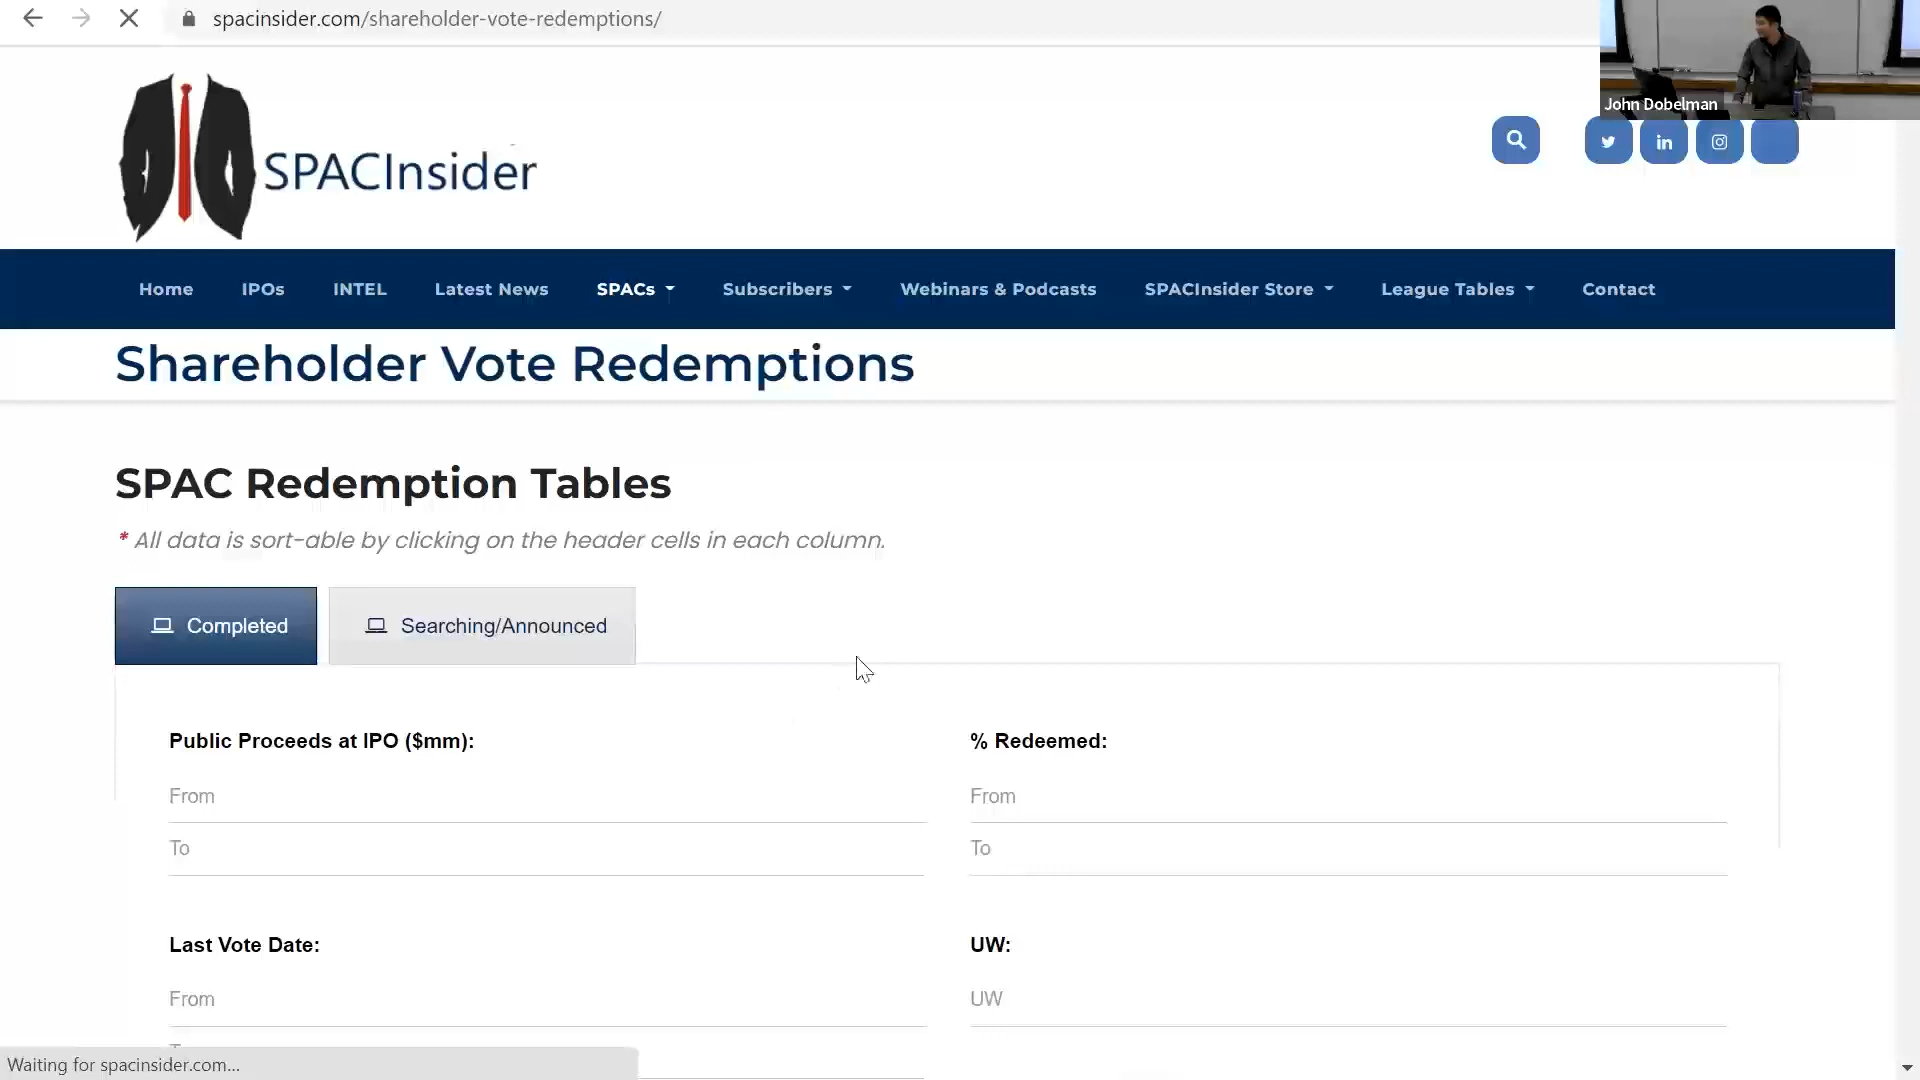 spacinsider.com/shareholder-vote-redemptions/
John Dobelman
SPACInsider
Home IPOs INTEL Latest News SPACs Subscribers Webinars & Podcasts SPACInsider Store League Tables Contact
Shareholder Vote Redemptions
SPAC Redemption Tables
* All data is sort-able by clicking on the header cells in each column.
Completed Searching/Announced
Public Proceeds at IPO ($mm): % Redeemed:
From From
To To
Last Vote Date: UW:
From UW
Waiting for spacinsider.com...